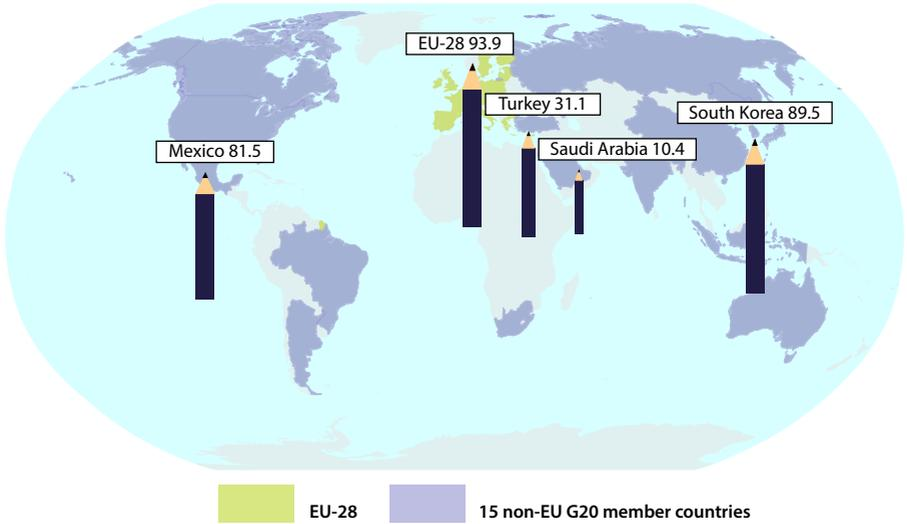 EU-28 93.9
Turkey 31.1
South Korea 89.5
Mexico 81.5
Saudi Arabia 10.4
EU-28
15 non-EU G20 member countries